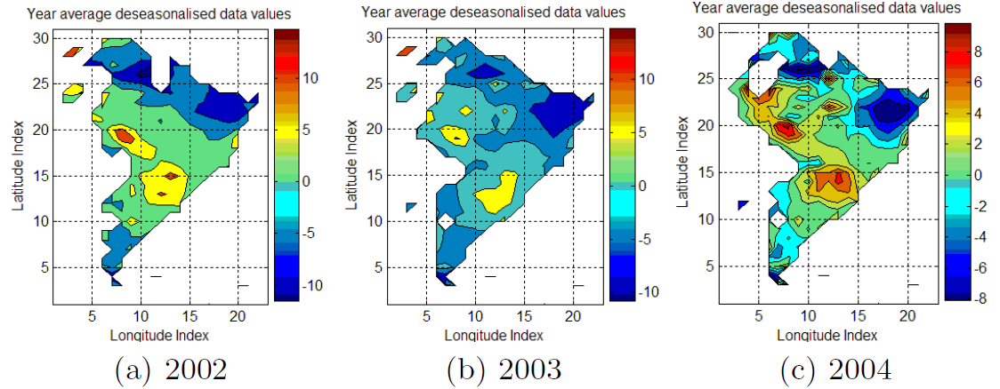 Year average deseasonalised data values
30
25
20
15
10
5
Latitude Index
5 10 15 20
Longitude Index
10
5
0
-5
-10
(a) 2002
Year average deseasonalised data values
30
25
20
15
10
5
Latitude Index
5 10 15 20
Longitude Index
10
5
0
-5
-10
(b) 2003
Year average deseasonalised data values
30
25
20
15
10
5
Latitude Index
5 10 15 20
Longitude Index
8
6
4
2
0
-2
-4
-6
-8
(c) 2004